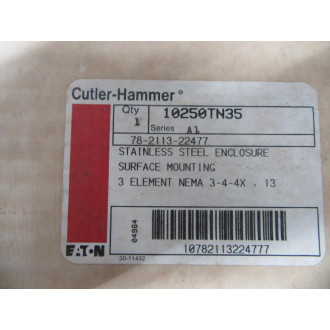 Cutler-Hammer®
Qty 10250TN35
1 Series A1
78-2113-22477
STAINLESS STEEL ENCLOSURE
SURFACE MOUNTING
3 ELEMENT NEMA 3-4-4X . 13
04964
10782113224777
EATON
30-11432